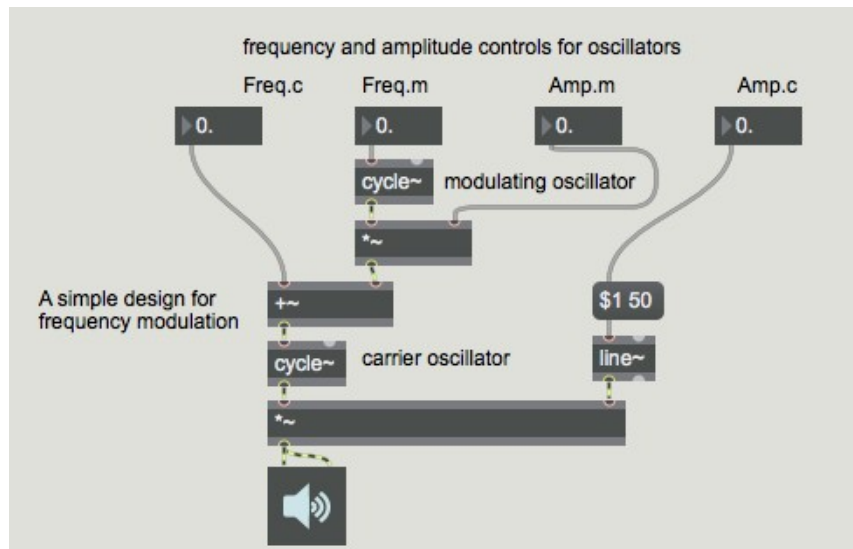 frequency and amplitude controls for oscillators
Freq.c Freq.m Amp.m Amp.c
0. 0. 0. 0.
cycle~ modulating oscillator
*~
A simple design for
frequency modulation
+~
$1 50
cycle~ carrier oscillator
line~
*~